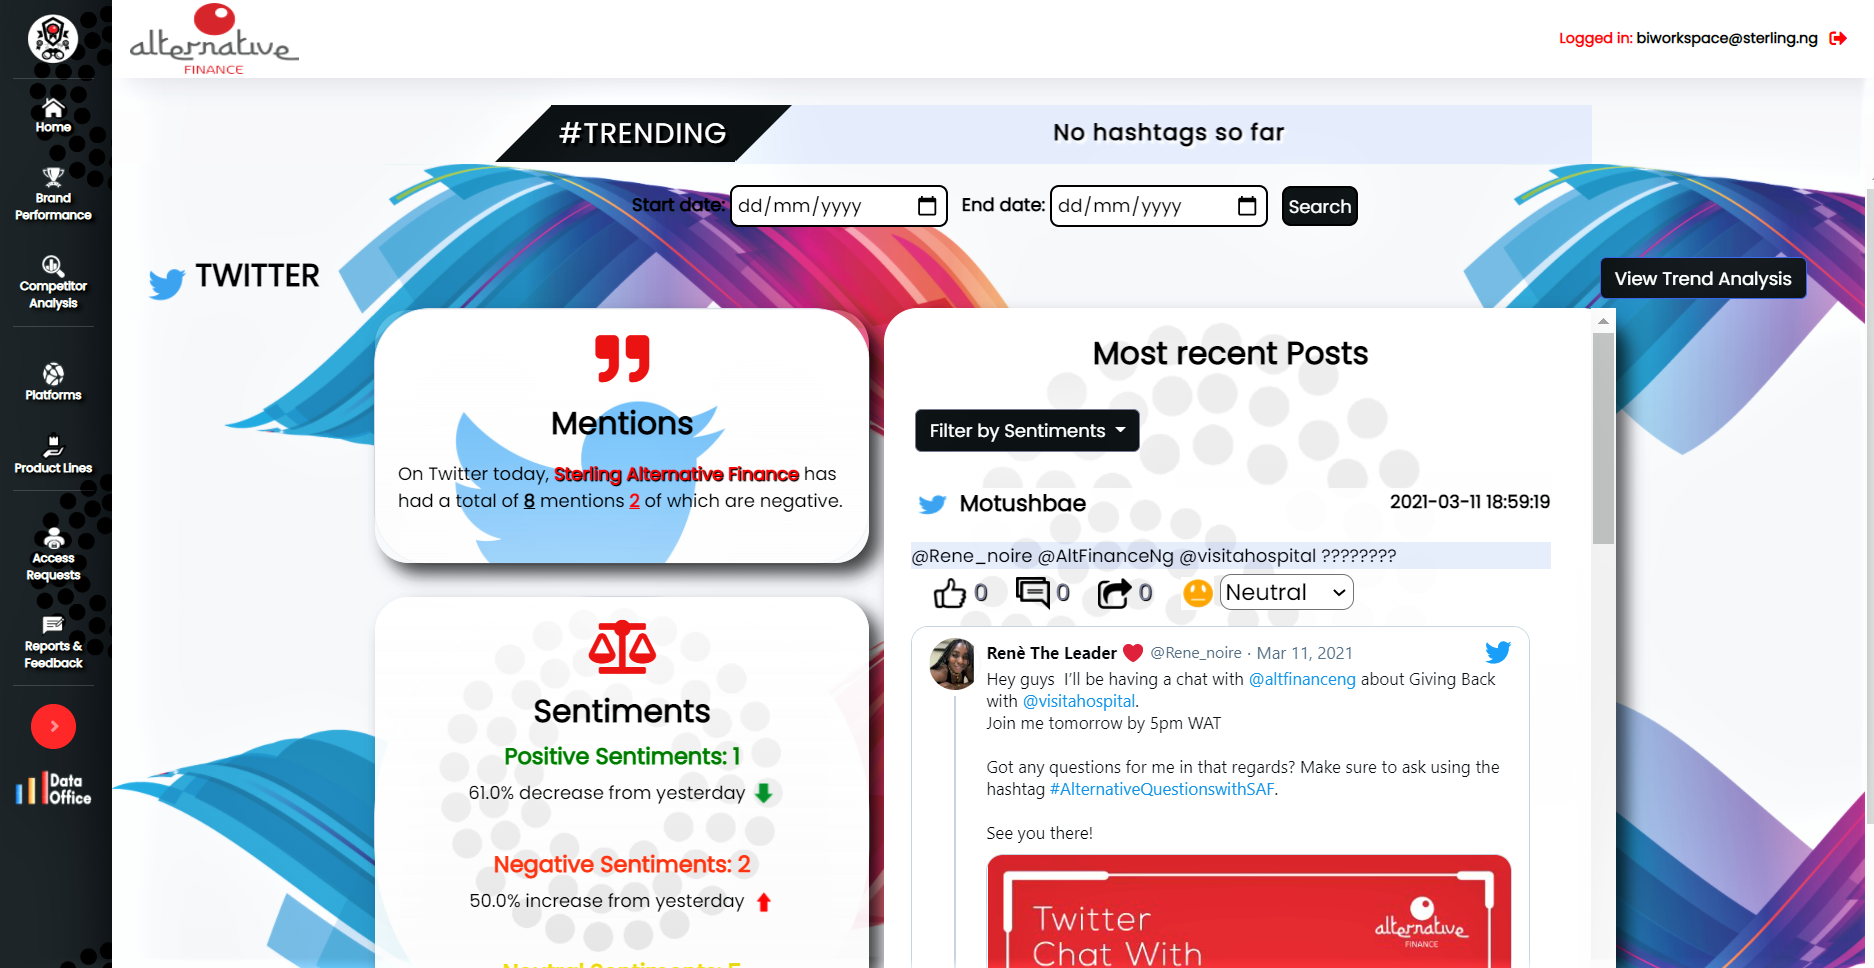 alternative
FINANCE
Logged in: biworkspace@sterling.ng
Home
Brand
Performance
Competitor
Analysis
Platforms
Product Lines
Access
Requests
Reports &
Feedback
Data
Office
#TRENDING
No hashtags so far
Start date: dd/mm/yyyy End date: dd/mm/yyyy Search
TWITTER
View Trend Analysis
Mentions
On Twitter today, Sterling Alternative Finance has
had a total of 8 mentions 2 of which are negative.
Sentiments
Positive Sentiments: 1
61.0% decrease from yesterday
Negative Sentiments: 2
50.0% increase from yesterday
Neutral Sentiments: 5
Most recent Posts
Filter by Sentiments
Motushbae 2021-03-11 18:59:19
@Rene_noire @AltFinanceNg @visitahospital ????????
0 0 0 Neutral
Renè The Leader @Rene_noire · Mar 11, 2021
Hey guys I'll be having a chat with @altfinanceng about Giving Back
with @visitahospital.
Join me tomorrow by 5pm WAT
Got any questions for me in that regards? Make sure to ask using the
hashtag #AlternativeQuestionswithSAF.
See you there!
Twitter
Chat With
alternative
FINANCE